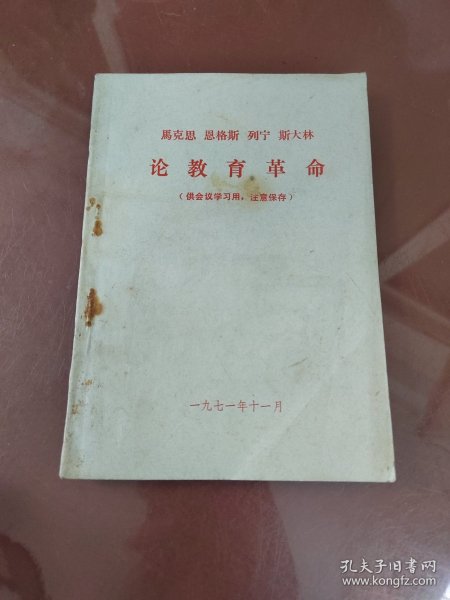 馬克思 恩格斯 列宁 斯大林
论教育革命
(供会议学习用，注意保存)
一九七一年十一月
孔夫子旧书网
www.kongfz.com